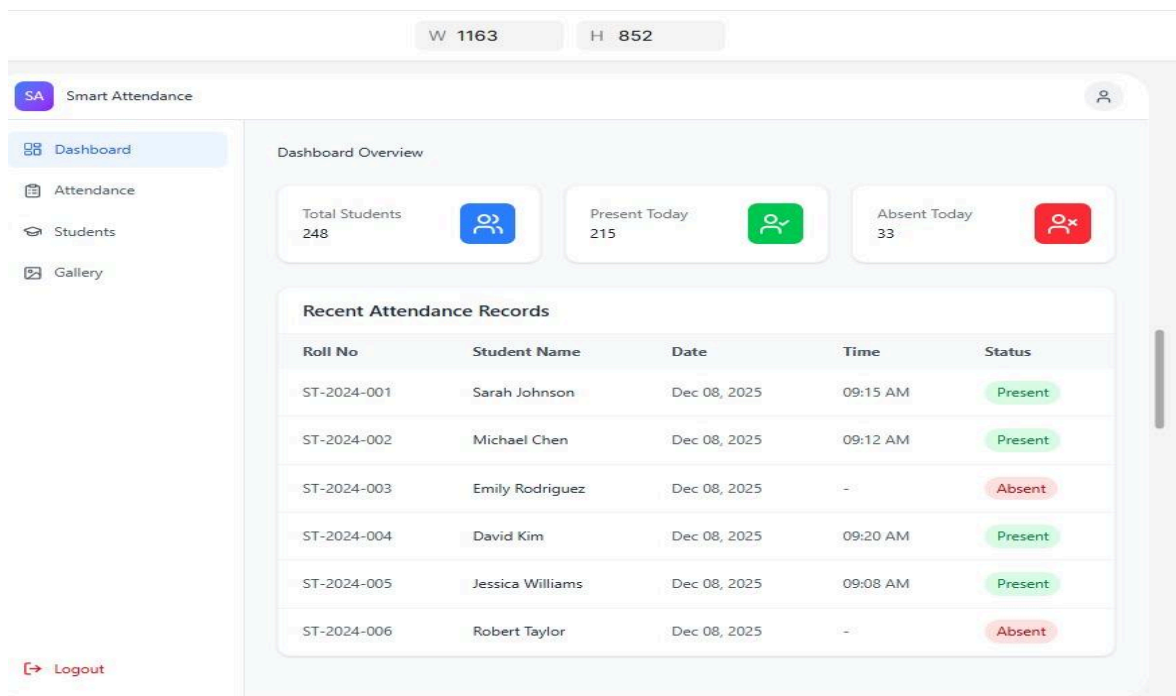 W 1163 H 852
SA Smart Attendance
Dashboard
Attendance
Students
Gallery
Logout
Dashboard Overview
Total Students
248
Present Today
215
Absent Today
33
Recent Attendance Records
Roll No Student Name Date Time Status
ST-2024-001 Sarah Johnson Dec 08, 2025 09:15 AM Present
ST-2024-002 Michael Chen Dec 08, 2025 09:12 AM Present
ST-2024-003 Emily Rodriguez Dec 08, 2025 - Absent
ST-2024-004 David Kim Dec 08, 2025 09:20 AM Present
ST-2024-005 Jessica Williams Dec 08, 2025 09:08 AM Present
ST-2024-006 Robert Taylor Dec 08, 2025 - Absent